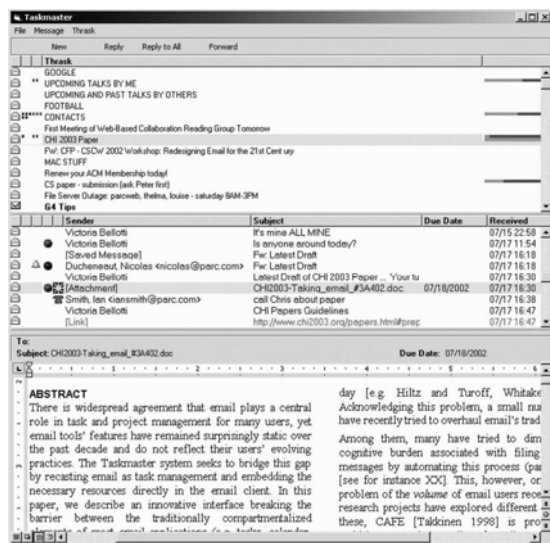 Taskmaster
File Message Thrask
New Reply Reply to All Forward
Thrask
GOOGLE
UPCOMING TALKS BY ME
UPCOMING AND PAST TALKS BY OTHERS
FOOTBALL
CONTACTS
First Meeting of Web-Based Collaboration Reading Group Tomorrow
CHI 2003 Paper
FW: CFP - CSCW 2002 Workshop: Redesigning Email for the 21st Century
MAC STUFF
Renew your ACM Membership today!
CS paper - submission (ask Peter first)
File Server Outage: parcweb, thelma, louise - saturday 8AM-3PM
G4 Tips
Sender Subject Due Date Received
Victoria Bellotti It's mine ALL MINE 07/15 22:58
Victoria Bellotti Is anyone around today? 07/17 11:54
[Saved Message] Fw: Latest Draft 07/17 16:18
Ducheneaut, Nicolas <nicolas@parc.com> Fw: Latest Draft 07/17 16:18
Victoria Bellotti Latest Draft of CHI 2003 Paper ... 'Your tu 07/17 16:30
[Attachment] CHI2003-Taking_email_#3A402.doc 07/18/2002 07/17 16:30
Smith, Ian <iansmith@parc.com> call Chris about paper 07/17 16:38
Victoria Bellotti CHI Papers Guidelines 07/17 16:47
[Link] http://www.chi2003.org/papers.html#prep 07/17 16:47
To:
Subject: CHI2003-Taking_email_#3A402.doc Due Date: 07/18/2002
1 2 3 4 5 6
ABSTRACT
There is widespread agreement that email plays a central
role in task and project management for many users, yet
email tools' features have remained surprisingly static over
the past decade and do not reflect their users' evolving
practices. The Taskmaster system seeks to bridge this gap
by recasting email as task management and embedding the
necessary resources directly in the email client. In this
paper, we describe an innovative interface breaking the
barrier between the traditionally compartmentalized
elements of most email applications (e.g. tasks, calendar,
day [e.g. Hiltz and Turoff, Whitake
Acknowledging this problem, a small nu
have recently tried to overhaul email's trad
Among them, many have tried to dim
cognitive burden associated with filing
messages by automating this process (pa
[see for instance XX]. This, however, on
problem of the volume of email users rece
research projects have explored different
these, CAFE [Takkinen 1998] is pro